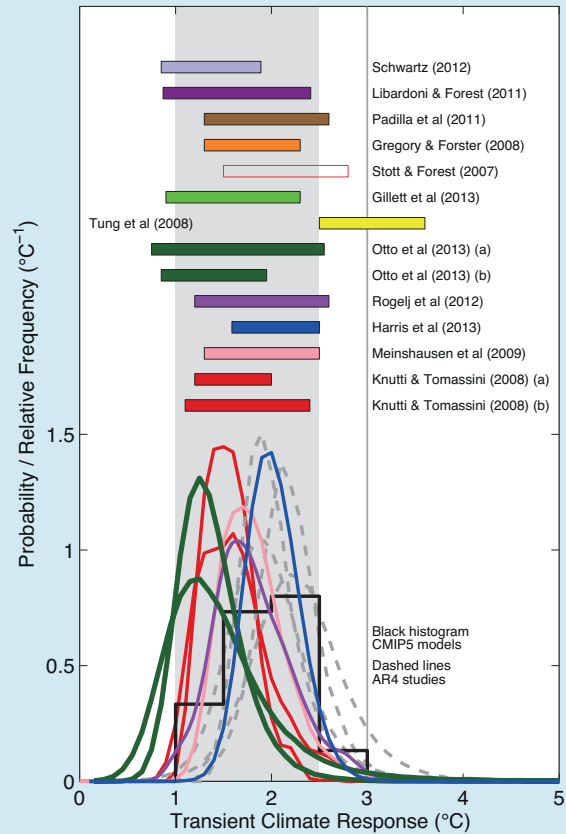 Schwartz (2012)
Libardoni & Forest (2011)
Padilla et al (2011)
Gregory & Forster (2008)
Stott & Forest (2007)
Gillett et al (2013)
Tung et al (2008)
Otto et al (2013) (a)
Otto et al (2013) (b)
Rogelj et al (2012)
Harris et al (2013)
Meinshausen et al (2009)
Knutti & Tomassini (2008) (a)
Knutti & Tomassini (2008) (b)
Probability / Relative Frequency (°C⁻¹)
1.5
1
0.5
0
Black histogram
CMIP5 models
Dashed lines
AR4 studies
0 1 2 3 4 5
Transient Climate Response (°C)